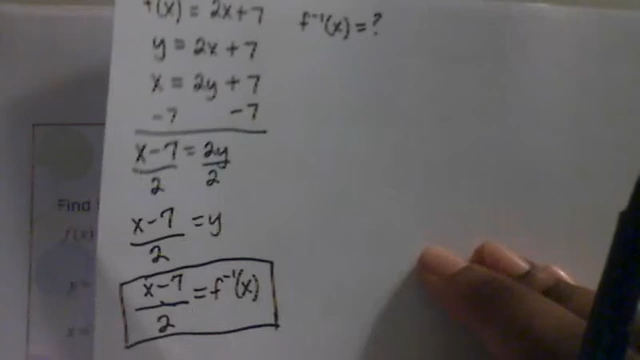 f(x) = 2x+7
f⁻¹(x) = ?
y = 2x + 7
x = 2y + 7
-7 -7
x-7 = 2y
2 2
x-7 = y
2
x-7 = f⁻¹(x)
2
Find
f(x)
y =
x =